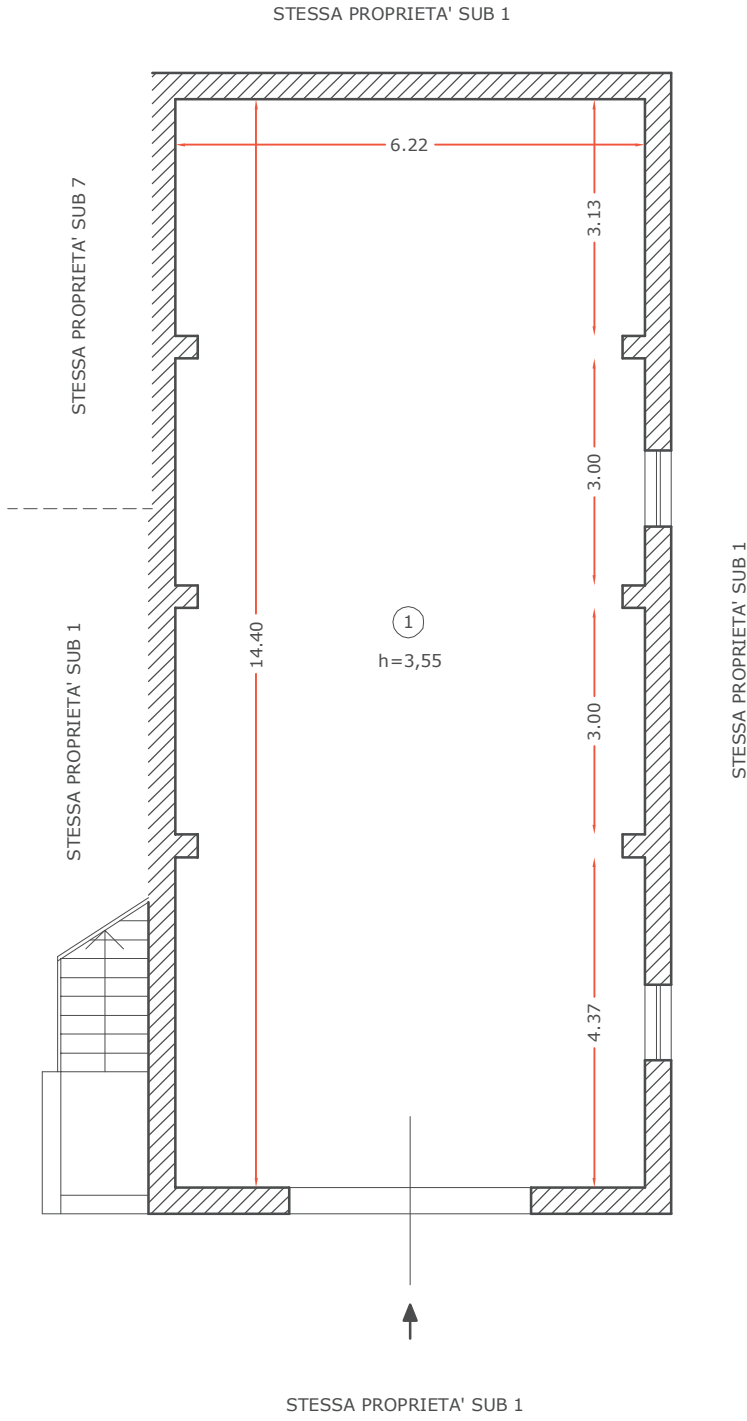 STESSA PROPRIETA' SUB 1
6.22
3.13
STESSA PROPRIETA' SUB 7
3.00
14.40
1
h=3,55
STESSA PROPRIETA' SUB 1
STESSA PROPRIETA' SUB 1
3.00
4.37
STESSA PROPRIETA' SUB 1